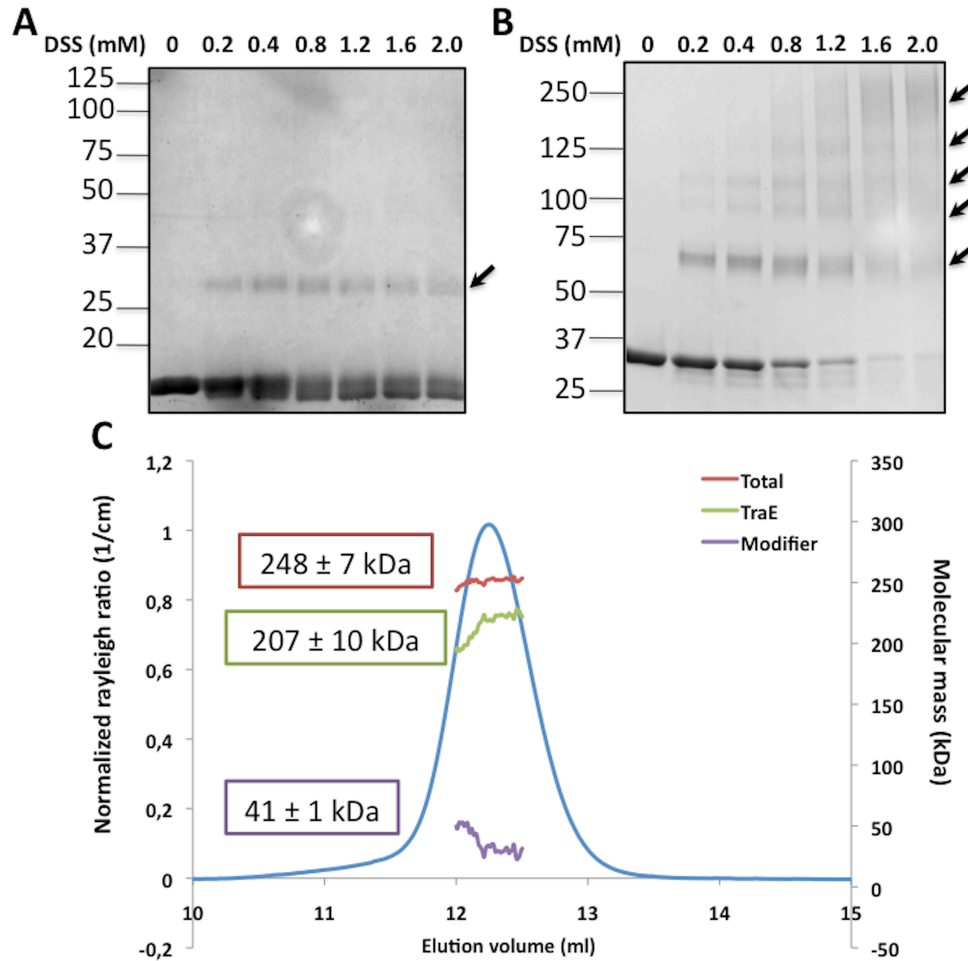 A
DSS (mM) 0 0.2 0.4 0.8 1.2 1.6 2.0
125
100
75
50
37
25
20
B
DSS (mM) 0 0.2 0.4 0.8 1.2 1.6 2.0
250
125
100
75
50
37
25
C
Normalized rayleigh ratio (1/cm)
1,2
1
0,8
0,6
0,4
0,2
0
-0,2
248 ± 7 kDa
207 ± 10 kDa
41 ± 1 kDa
Total
TraE
Modifier
350
300
250
200
150
100
50
0
-50
Molecular mass (kDa)
10 11 12 13 14 15
Elution volume (ml)